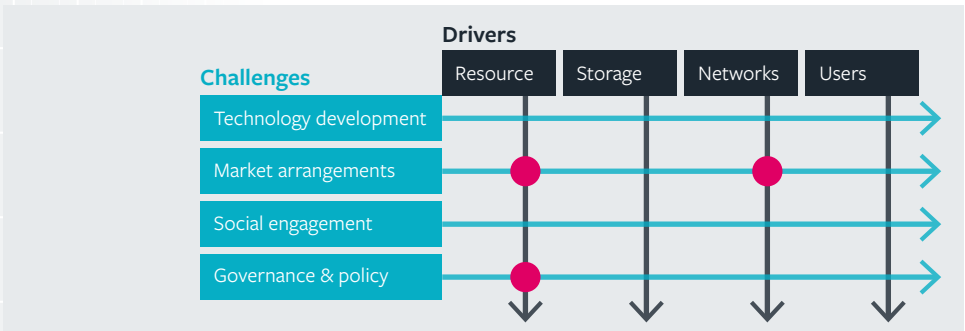 Drivers
Resource Storage Networks Users
Challenges
Technology development
Market arrangements
Social engagement
Governance & policy